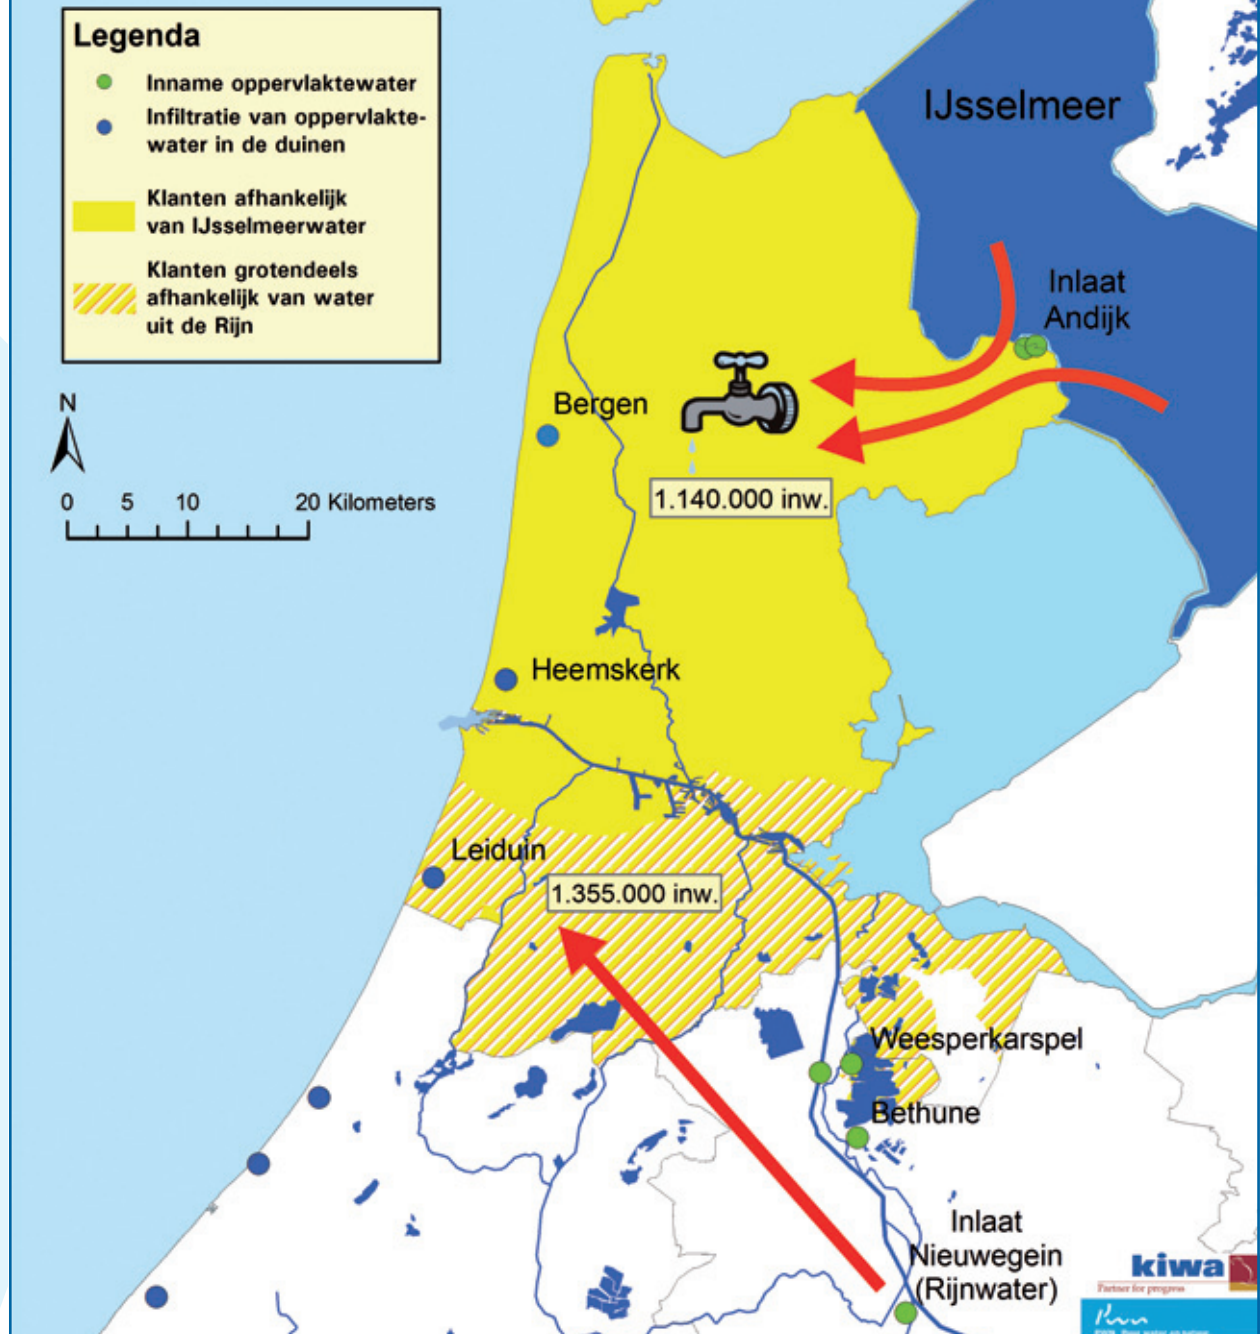 Legenda
Inname oppervlaktewater
Infiltratie van oppervlakte-
water in de duinen
Klanten afhankelijk
van IJsselmeerwater
Klanten grotendeels
afhankelijk van water
uit de Rijn
IJsselmeer
Inlaat
Andijk
N
0 5 10 20 Kilometers
Bergen
1.140.000 inw.
Heemskerk
Leiduin
1.355.000 inw.
Weesperkarspel
Bethune
Inlaat
Nieuwegein
(Rijnwater)
kiwa
Partner for progress